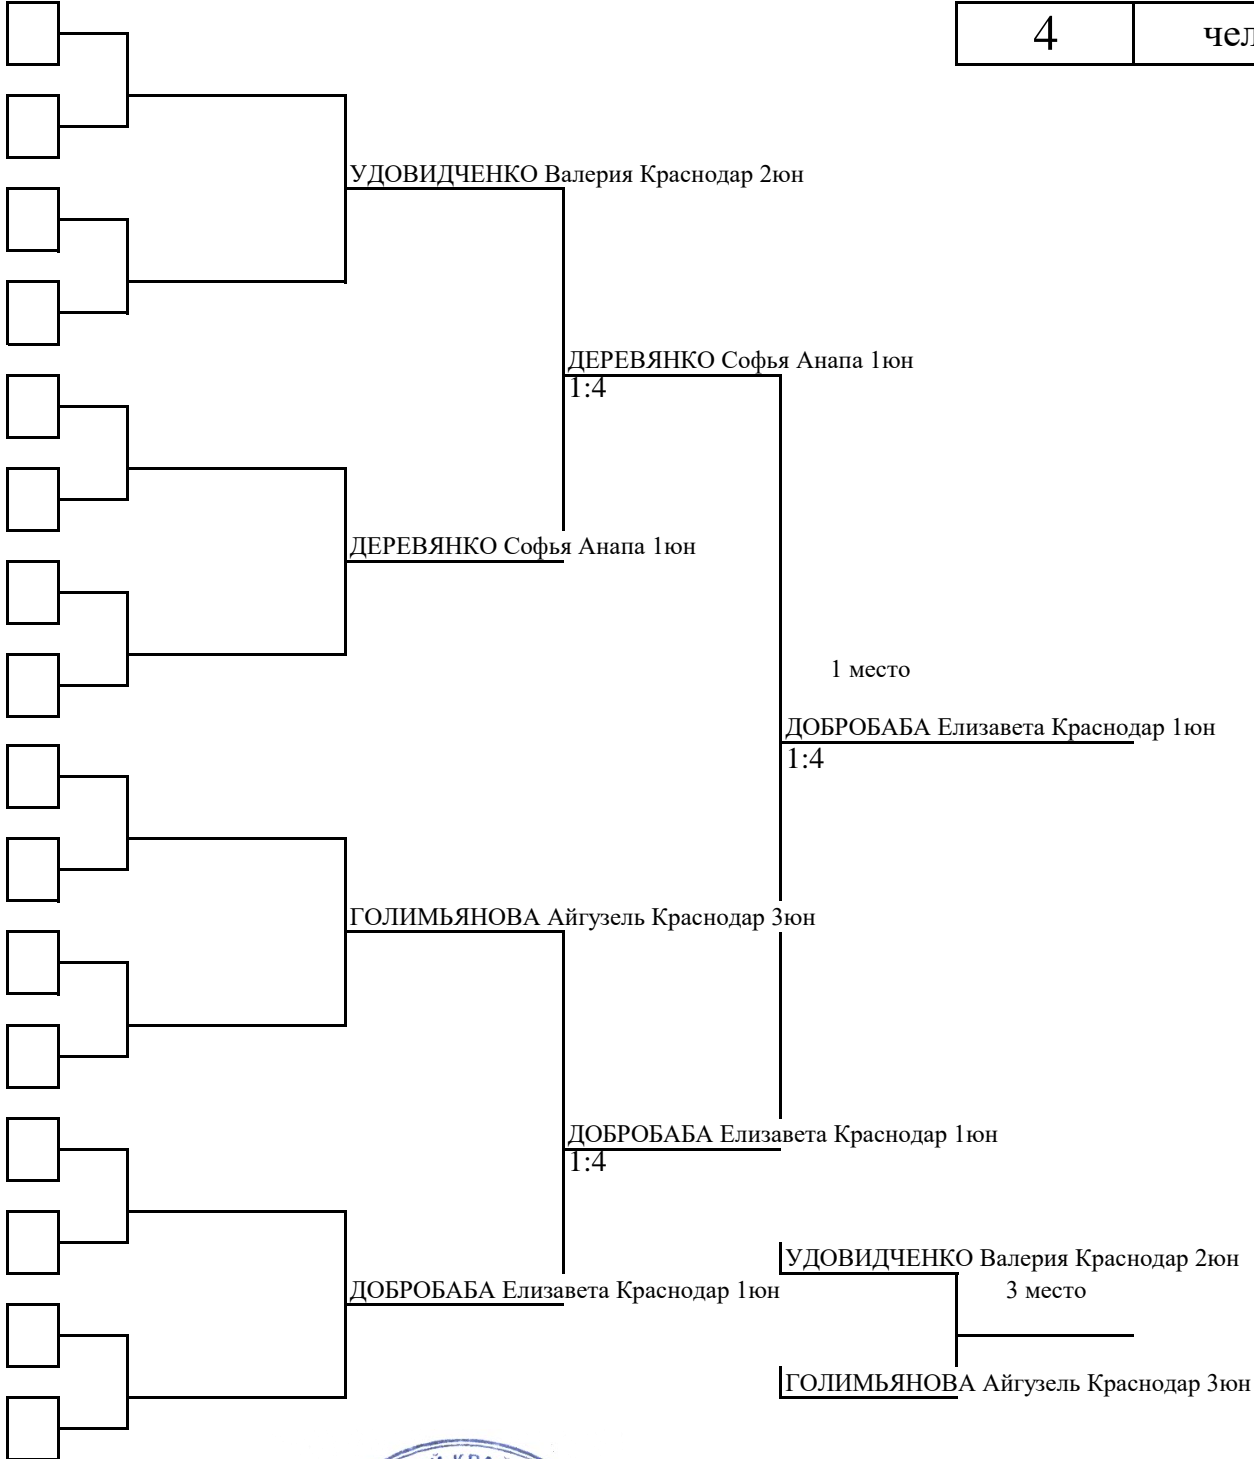 4 чел
УДОВИДЧЕНКО Валерия Краснодар 2юн
ДЕРЕВЯНКО Софья Анапа 1юн
1:4
ДЕРЕВЯНКО Софья Анапа 1юн
1 место
ДОБРОБАБА Елизавета Краснодар 1юн
1:4
ГОЛИМЬЯНОВА Айгузель Краснодар 3юн
ДОБРОБАБА Елизавета Краснодар 1юн
1:4
УДОВИДЧЕНКО Валерия Краснодар 2юн
ДОБРОБАБА Елизавета Краснодар 1юн
3 место
ГОЛИМЬЯНОВА Айгузель Краснодар 3юн